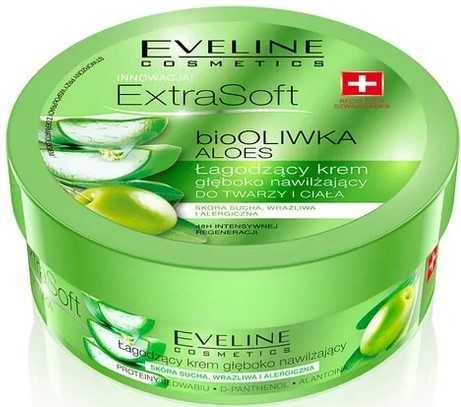 EVELINE
COSMETICS
INNOWACJA!
ExtraSoft
bioOLIWKA
ALOES
Łagodzący krem
głęboko nawilżający
DO TWARZY I CIAŁA
SKÓRA SUCHA, WRAŻLIWA
I ALERGICZNA
48H INTENSYWNEJ
REGENERACJI
EVELINE
COSMETICS
ExtraSoft
Łagodzący krem głęboko nawilżający
SKÓRA SUCHA, WRAŻLIWA I ALERGICZNA
PROTEINY JEDWABIU • D-PANTHENOL • ALANTOINA